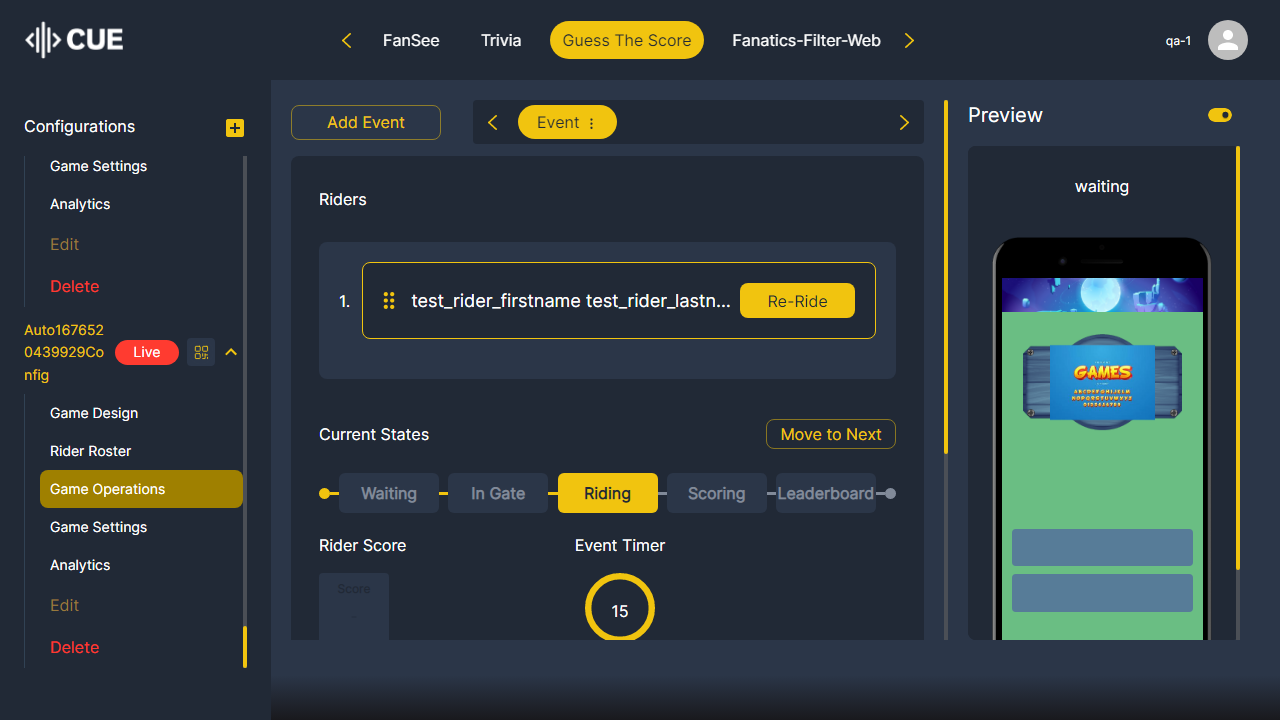 CUE
FanSee
Trivia
Guess The Score
Fanatics-Filter-Web
qa-1
Configurations
Game Settings
Analytics
Edit
Delete
Auto167652
0439929Co
nfig
Live
Game Design
Rider Roster
Game Operations
Game Settings
Analytics
Edit
Delete
Add Event
Event
Riders
1.
test_rider_firstname test_rider_lastn...
Re-Ride
Current States
Move to Next
Waiting
In Gate
Riding
Scoring
Leaderboard
Rider Score
Event Timer
Score
-
15
Preview
waiting
GAMES